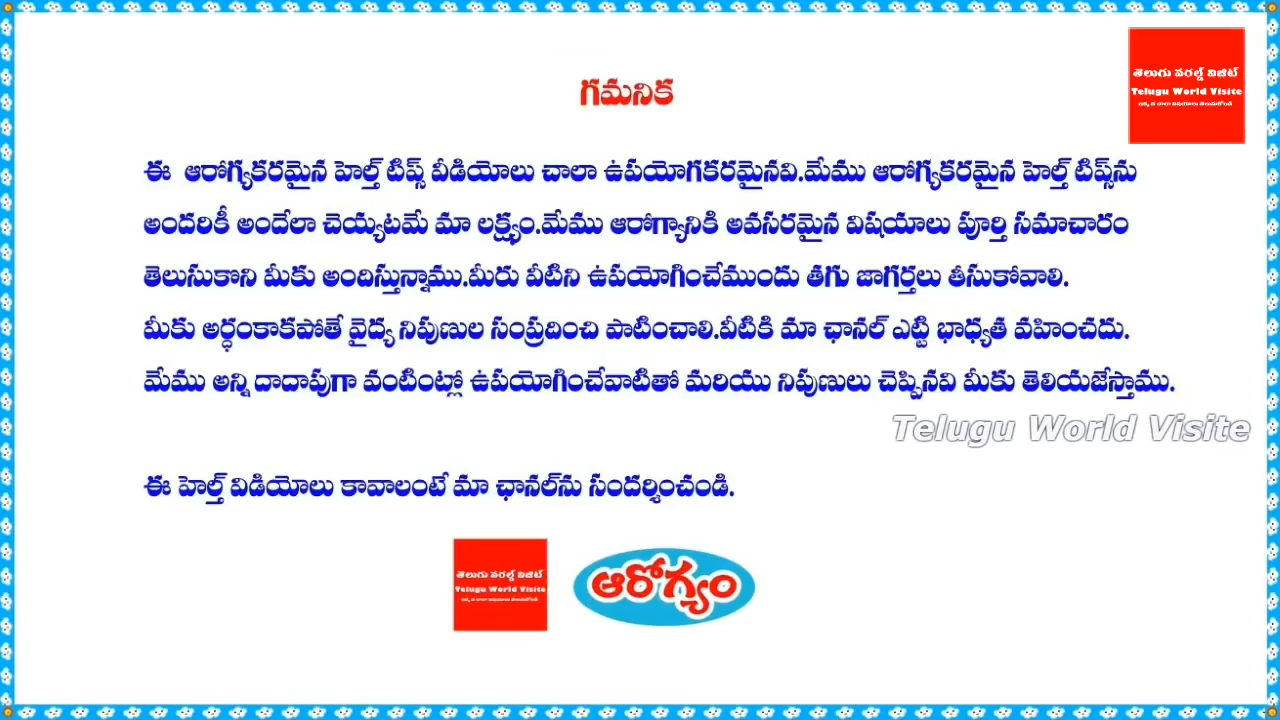 తెలుగు వరల్డ్ విజిట్
Telugu World Visite
గమనిక
ఈ ఆరోగ్యకరమైన హెల్త్ టిప్స్ వీడియోలు చాలా ఉపయోగకరమైనవి.మేము ఆరోగ్యకరమైన హెల్త్ టిప్స్‌ను
అందరికీ అందేలా చెయ్యటమే మా లక్ష్యం.మేము ఆరోగ్యానికి అవసరమైన విషయాలు పూర్తి సమాచారం
తెలుసుకొని మీకు అందిస్తున్నాము.మీరు వీటిని ఉపయోగించేముందు తగు జాగర్తలు తీసుకోవాలి.
మీకు అర్ధంకాకపోతే వైద్య నిపుణుల సంప్రదించి పాటించాలి.వీటికి మా ఛానల్ ఎట్టి భాధ్యత వహించదు.
మేము అన్ని దాదాపుగా వంటింట్లో ఉపయోగించేవాటితో మరియు నిపుణులు చెప్పినవి మీకు తెలియజేస్తాము.
Telugu World Visite
ఈ హెల్త్ విడియోలు కావాలంటే మా ఛానల్‌ను సందర్శించండి.
తెలుగు వరల్డ్ విజిట్
Telugu World Visite
ఆరోగ్యం